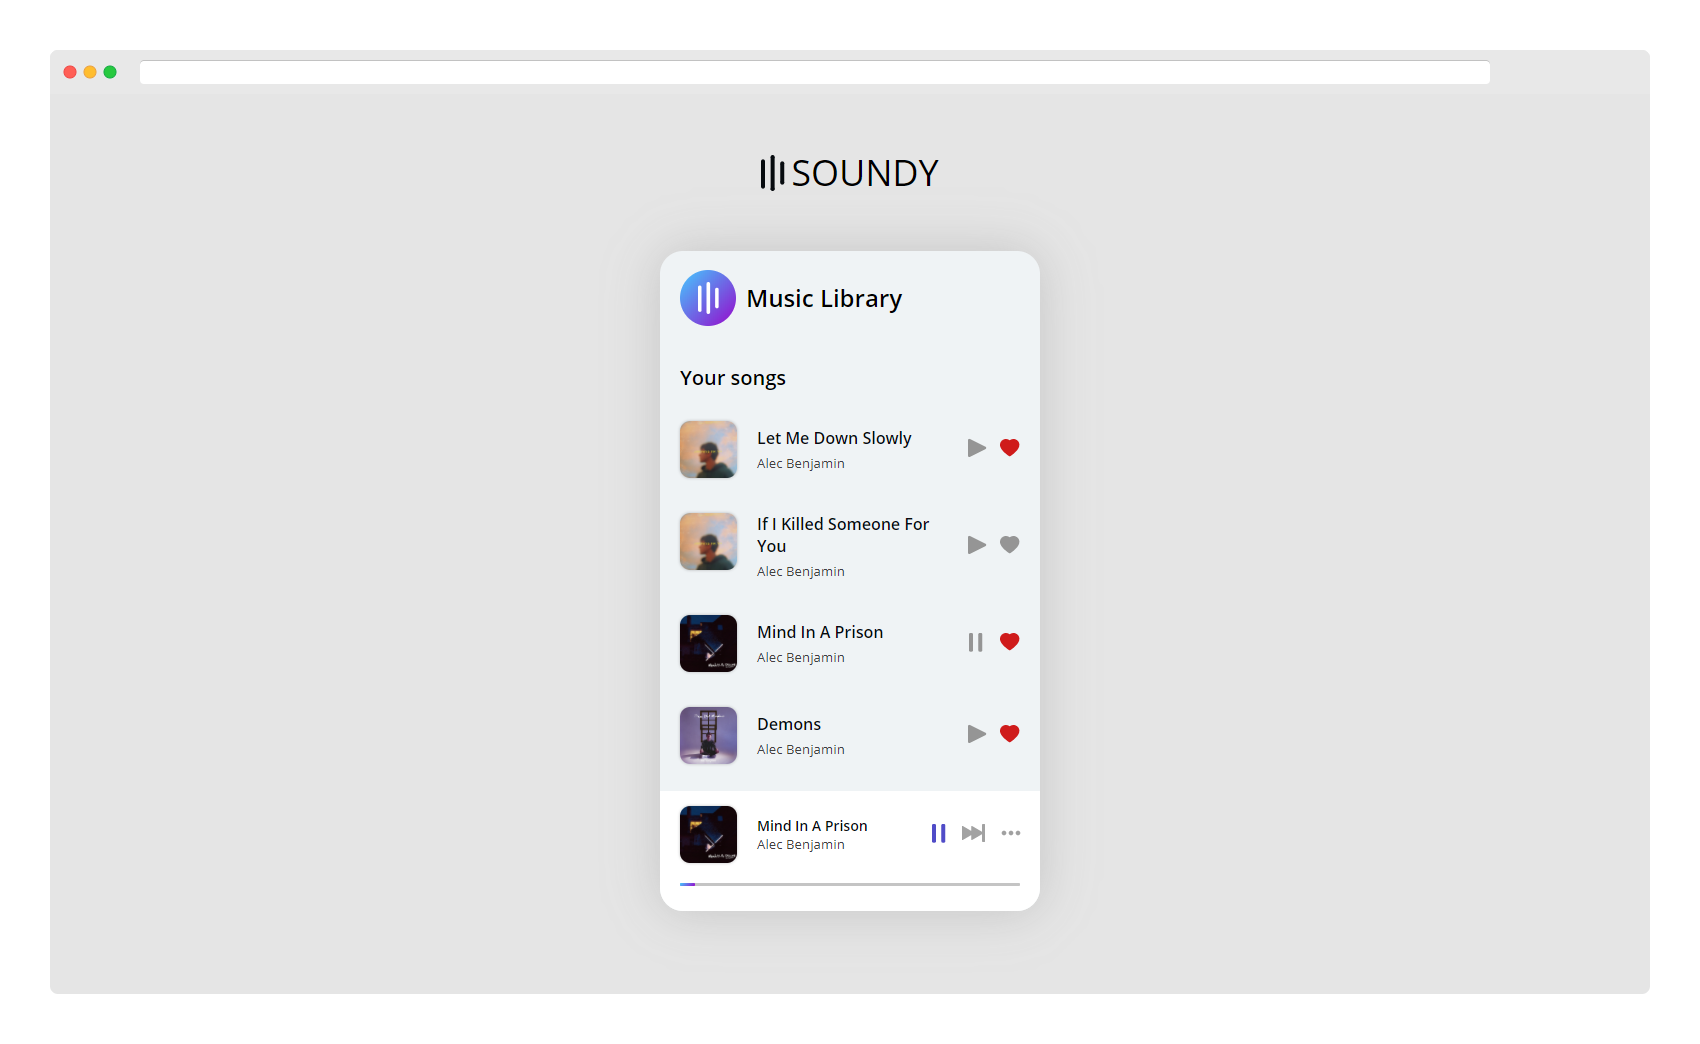 SOUNDY
Music Library
Your songs
Let Me Down Slowly
Alec Benjamin
If I Killed Someone For
You
Alec Benjamin
Mind In A Prison
Alec Benjamin
Demons
Alec Benjamin
Mind In A Prison
Alec Benjamin